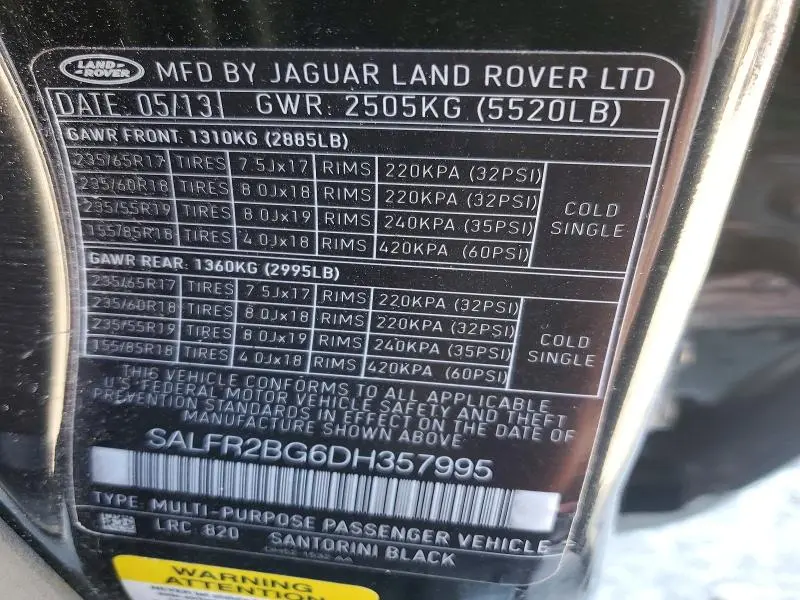 LAND ROVER MFD BY JAGUAR LAND ROVER LTD
DATE: 05/13 GWR: 2505KG (5520LB)
GAWR FRONT: 1310KG (2885LB)
235/65R17 TIRES 7.5Jx17 RIMS 220KPA (32PSI)
235/60R18 TIRES 8.0Jx18 RIMS 220KPA (32PSI)
235/55R19 TIRES 8.0Jx19 RIMS 240KPA (35PSI)
155/85R18 TIRES 4.0Jx18 RIMS 420KPA (60PSI)
COLD
SINGLE
GAWR REAR: 1360KG (2995LB)
235/65R17 TIRES 7.5Jx17 RIMS 220KPA (32PSI)
235/60R18 TIRES 8.0Jx18 RIMS 220KPA (32PSI)
235/55R19 TIRES 8.0Jx19 RIMS 240KPA (35PSI)
155/85R18 TIRES 4.0Jx18 RIMS 420KPA (60PSI)
COLD
SINGLE
THIS VEHICLE CONFORMS TO ALL APPLICABLE
U.S. FEDERAL MOTOR VEHICLE SAFETY AND THEFT
PREVENTION STANDARDS IN EFFECT ON THE DATE OF
MANUFACTURE SHOWN ABOVE
SALFR2BG6DH357995
TYPE: MULTI-PURPOSE PASSENGER VEHICLE
LRC: 820 SANTORINI BLACK
WARNING
ATTENTION